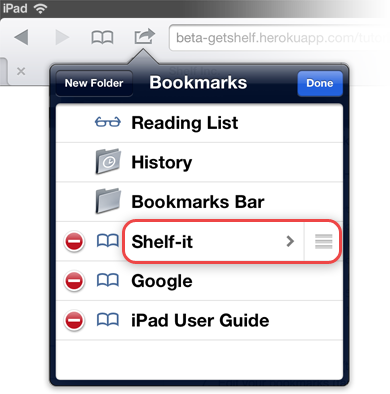 iPad
beta-getshelf.herokuapp.com/tuto
New Folder
Bookmarks
Done
Reading List
History
Bookmarks Bar
Shelf-it
Google
iPad User Guide